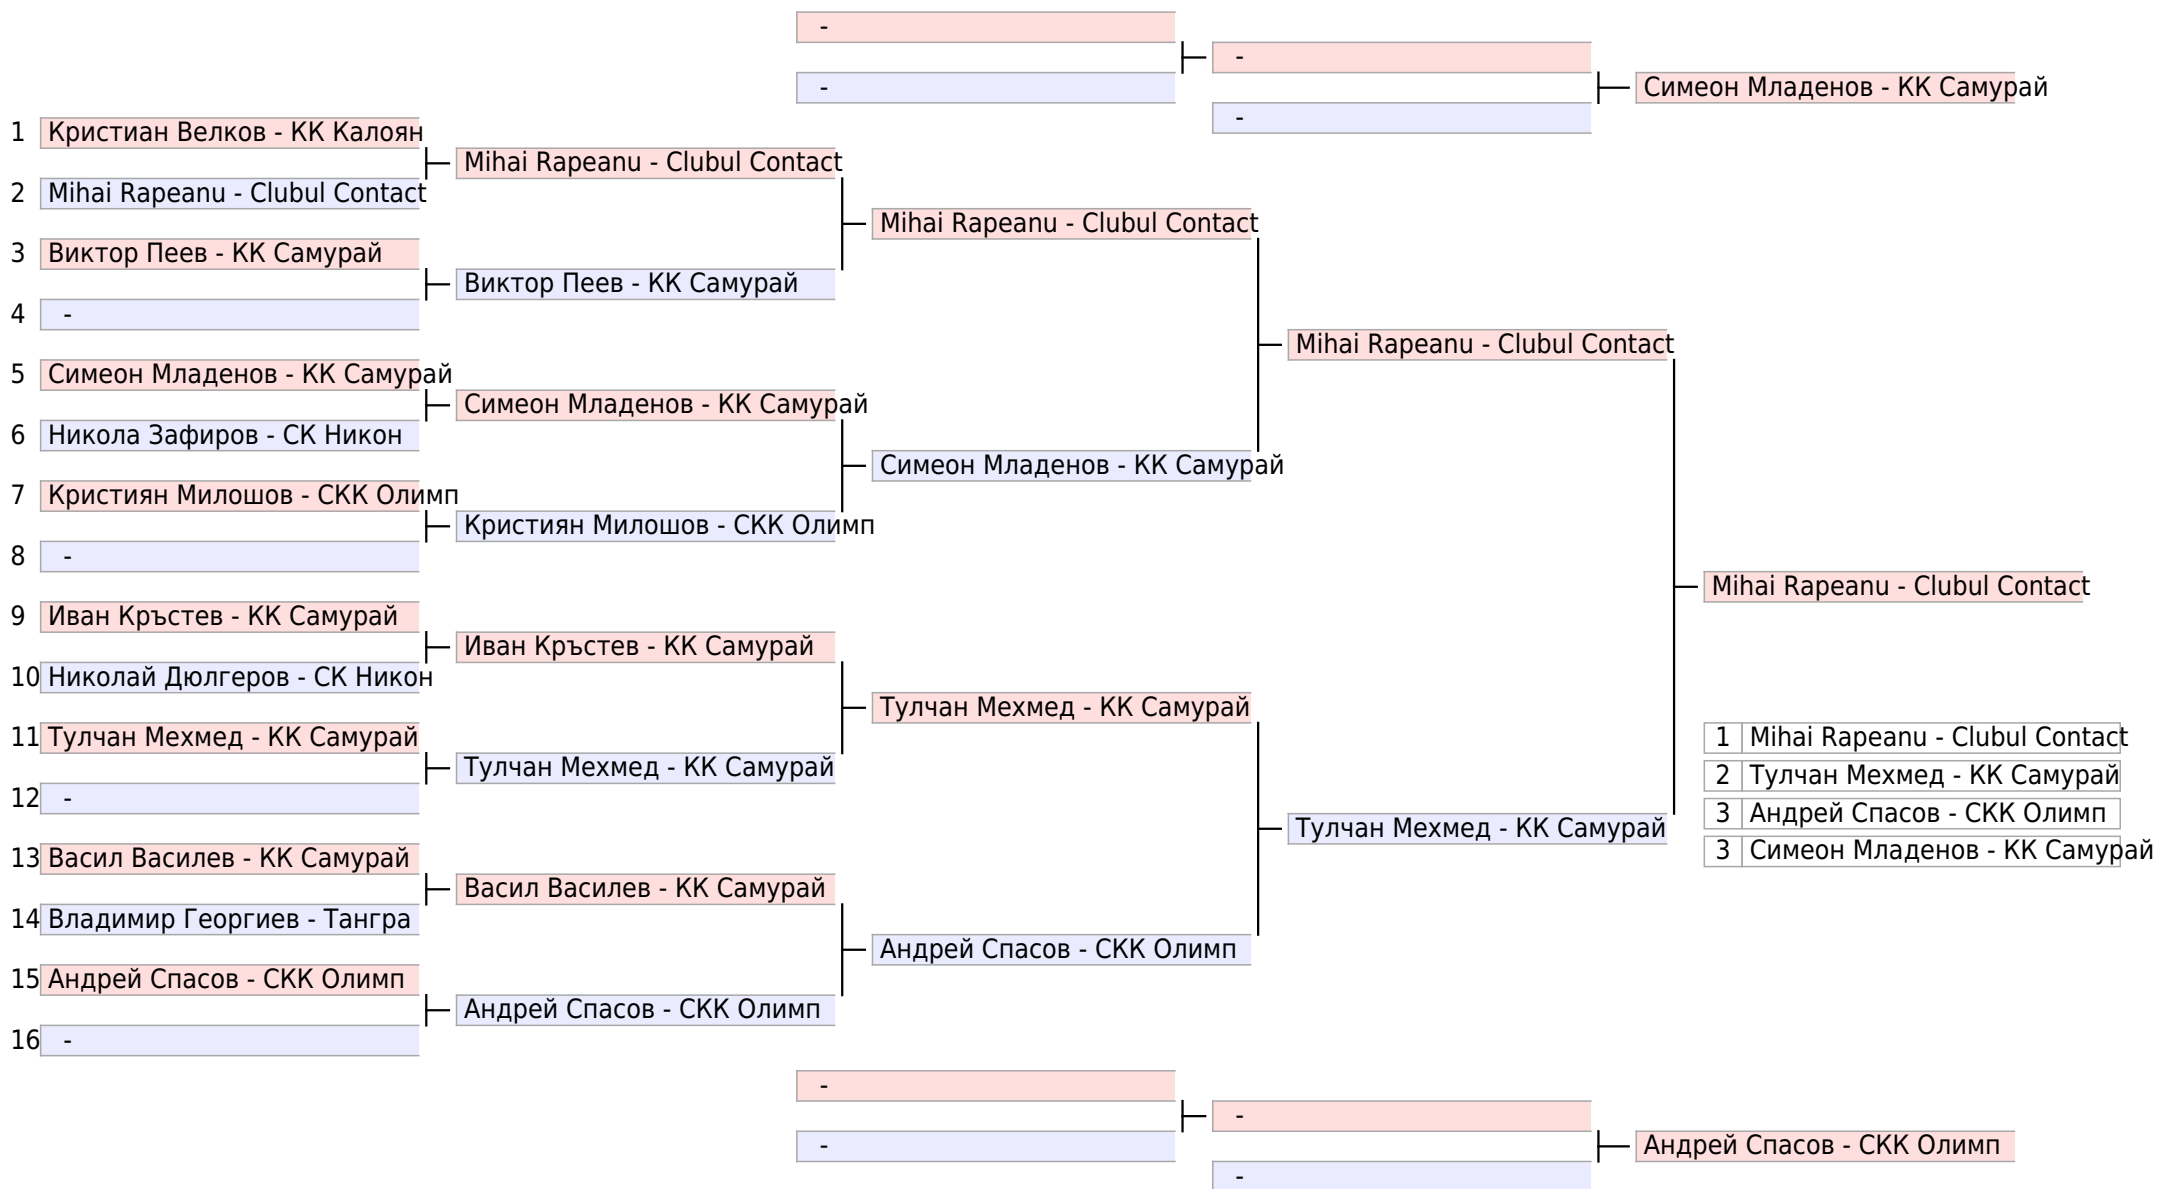 -
-
-
-
Симеон Младенов - КК Самурай
1 Кристиан Велков - КК Калоян
2 Mihai Rapeanu - Clubul Contact
3 Виктор Пеев - КК Самурай
4 -
5 Симеон Младенов - КК Самурай
6 Никола Зафиров - СК Никон
7 Кристиян Милошов - СКК Олимп
8 -
9 Иван Кръстев - КК Самурай
10 Николай Дюлгеров - СК Никон
11 Тулчан Мехмед - КК Самурай
12 -
13 Васил Василев - КК Самурай
14 Владимир Георгиев - Тангра
15 Андрей Спасов - СКК Олимп
16 -
Mihai Rapeanu - Clubul Contact
Виктор Пеев - КК Самурай
Симеон Младенов - КК Самурай
Кристиян Милошов - СКК Олимп
Иван Кръстев - КК Самурай
Тулчан Мехмед - КК Самурай
Васил Василев - КК Самурай
Андрей Спасов - СКК Олимп
Mihai Rapeanu - Clubul Contact
Симеон Младенов - КК Самурай
Тулчан Мехмед - КК Самурай
Андрей Спасов - СКК Олимп
Mihai Rapeanu - Clubul Contact
Тулчан Мехмед - КК Самурай
Mihai Rapeanu - Clubul Contact
1 Mihai Rapeanu - Clubul Contact
2 Тулчан Мехмед - КК Самурай
3 Андрей Спасов - СКК Олимп
3 Симеон Младенов - КК Самурай
-
-
-
-
Андрей Спасов - СКК Олимп